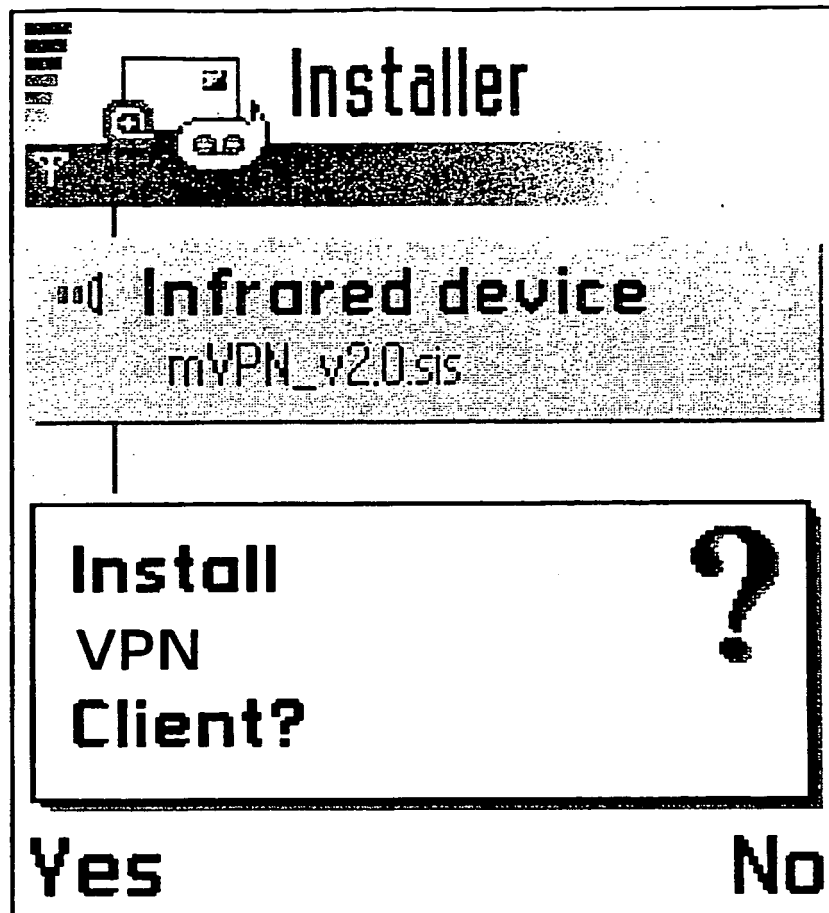 Installer
Infrared device
mVPN_v2.0.sis
Install
VPN
Client?
Yes
No